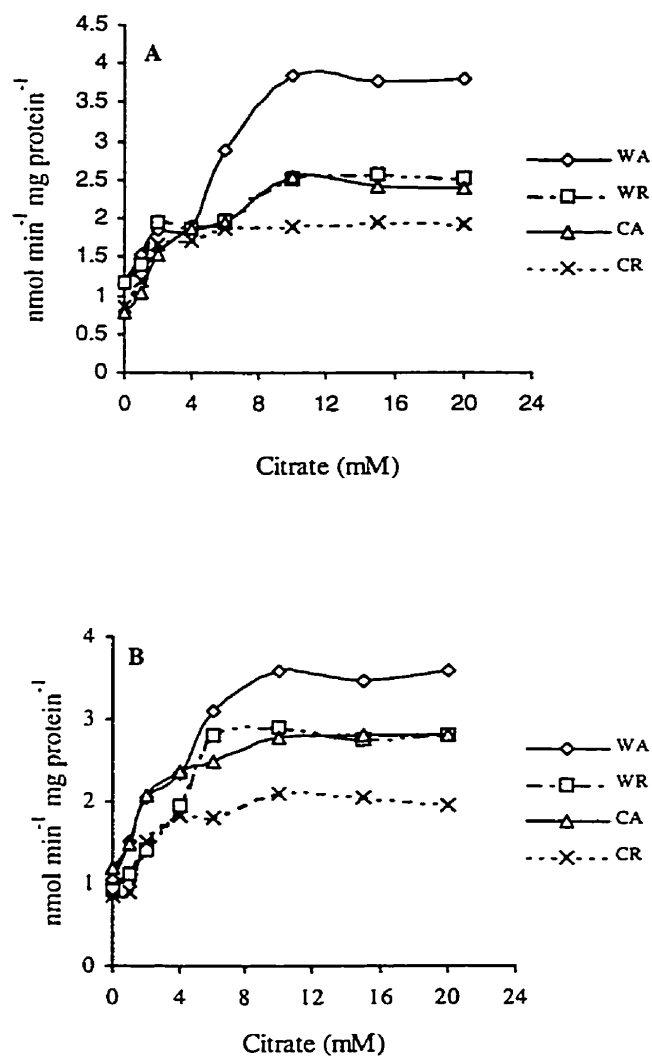 A
nmol min⁻¹ mg protein⁻¹
4.5
4
3.5
3
2.5
2
1.5
1
0.5
0
0 4 8 12 16 20 24
Citrate (mM)
WA
WR
CA
CR
B
nmol min⁻¹ mg protein⁻¹
4
3
2
1
0
0 4 8 12 16 20 24
Citrate (mM)
WA
WR
CA
CR